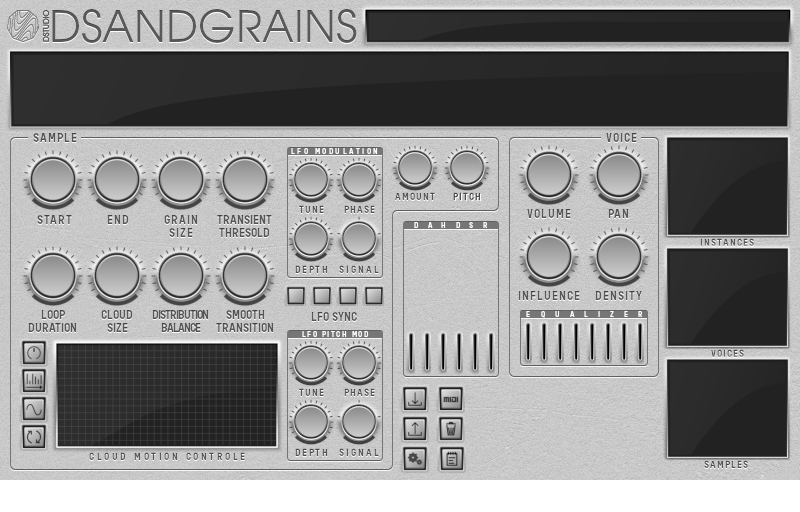 DSTUDIO DSANDGRAINS
SAMPLE
VOICE
LFO MODULATION
START
END
GRAIN
SIZE
TRANSIENT
THRESOLD
TUNE
PHASE
DEPTH
SIGNAL
AMOUNT
PITCH
VOLUME
PAN
INFLUENCE
DENSITY
INSTANCES
DAHDSR
LOOP
DURATION
CLOUD
SIZE
DISTRIBUTION
BALANCE
SMOOTH
TRANSITION
LFO SYNC
EQUALIZER
VOICES
LFO PITCH MOD
TUNE
PHASE
DEPTH
SIGNAL
CLOUD MOTION CONTROLE
MIDI
SAMPLES